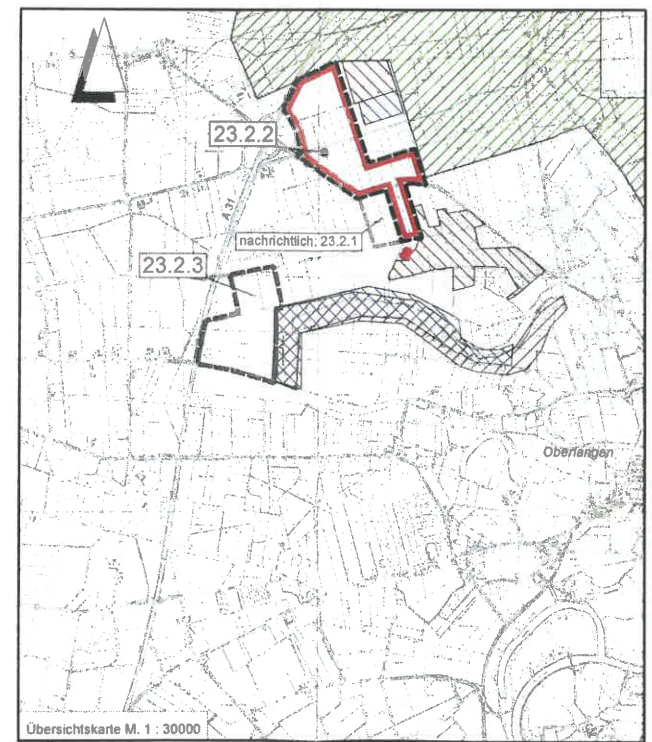 23.2.2
A 31
nachrichtlich: 23.2.1
23.2.3
Oberlangen
Übersichtskarte M. 1 : 30000